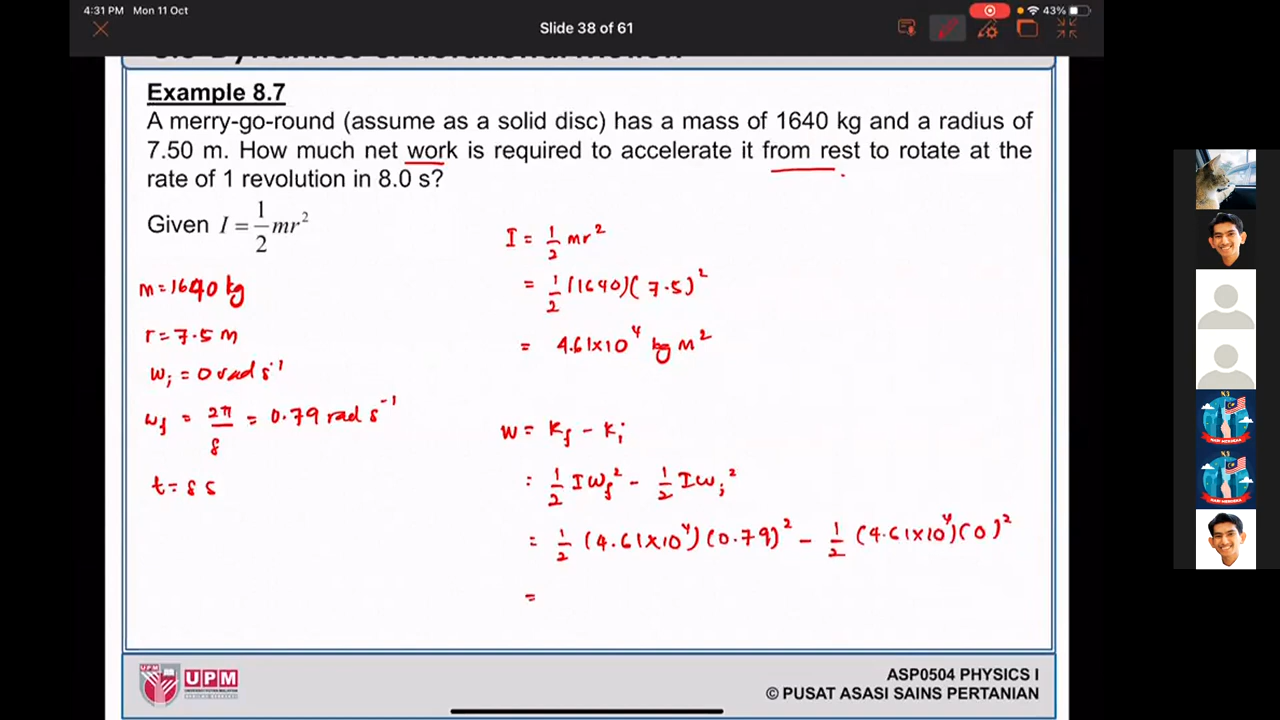 4:31 PM Mon 11 Oct
43%
Slide 38 of 61
Example 8.7
A merry-go-round (assume as a solid disc) has a mass of 1640 kg and a radius of
7.50 m. How much net work is required to accelerate it from rest to rotate at the
rate of 1 revolution in 8.0 s?
Given I = 1/2 mr²
m = 1640 kg
r = 7.5 m
ωi = 0 rad s⁻¹
ωf = 2π/8 = 0.79 rad s⁻¹
t = 8 s
I = 1/2 mr²
= 1/2 (1640)(7.5)²
= 4.61×10⁴ kg m²
W = Kf - Ki
= 1/2 Iωf² - 1/2 Iωi²
= 1/2 (4.61×10⁴)(0.79)² - 1/2 (4.61×10⁴)(0)²
=
UPM
UPM
ASP0504 PHYSICS I
© PUSAT ASASI SAINS PERTANIAN